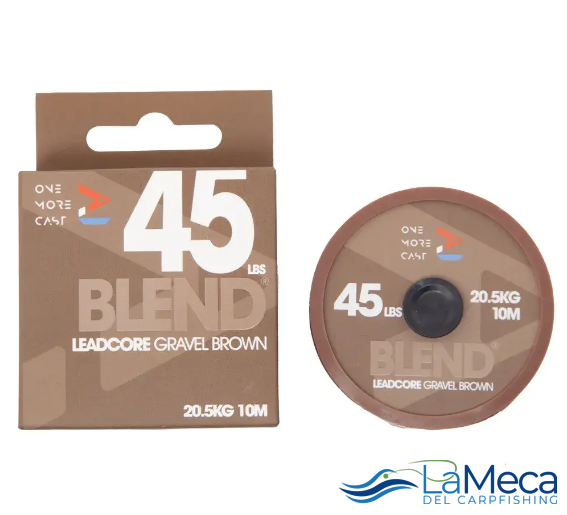 ONE
MORE
CAST
45
LBS
BLEND®
LEADCORE GRAVEL BROWN
20.5KG 10M
ONE
MORE
CAST
45 LBS
20.5KG
10M
BLEND®
LEADCORE GRAVEL BROWN
LaMeca
DEL CARPFISHING